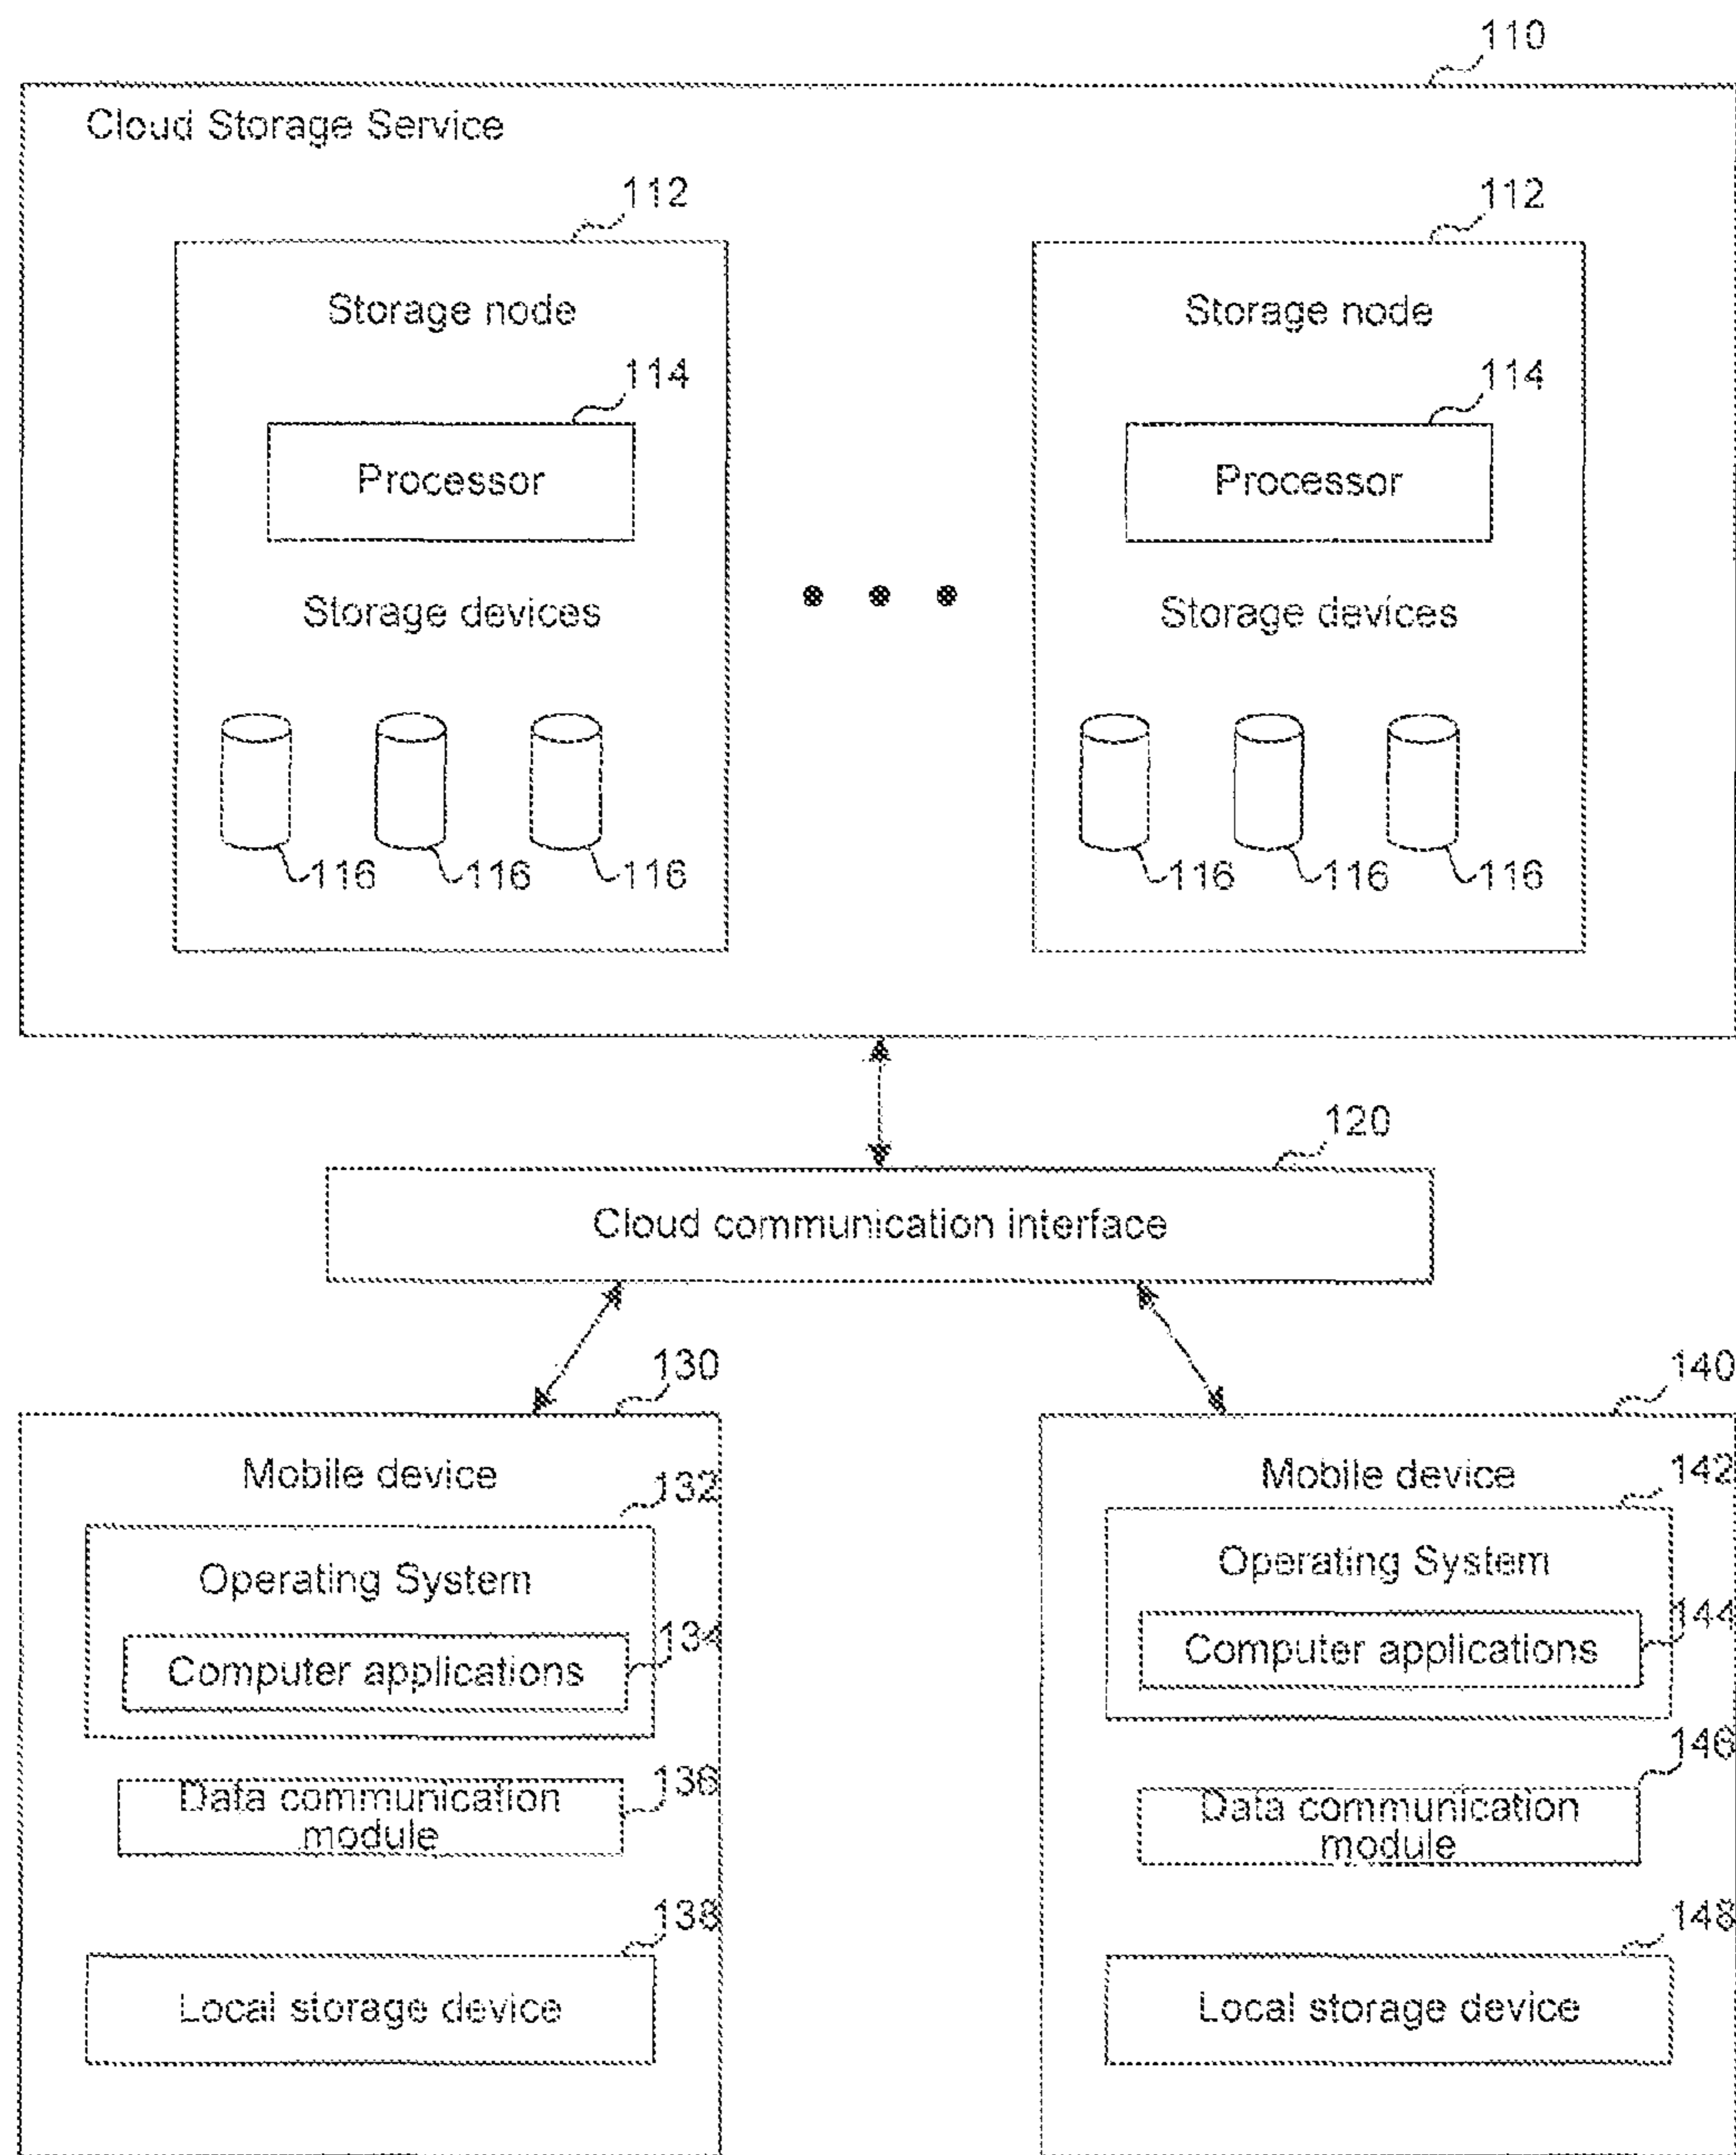 110
Cloud Storage Service
112
112
Storage node
Storage node
114
114
Processor
Processor
Storage devices
Storage devices
116
116
116
116
116
116
120
Cloud communication interface
130
140
Mobile device
Mobile device
132
142
Operating System
Operating System
134
144
Computer applications
Computer applications
136
146
Data communication
module
Data communication
module
138
148
Local storage device
Local storage device